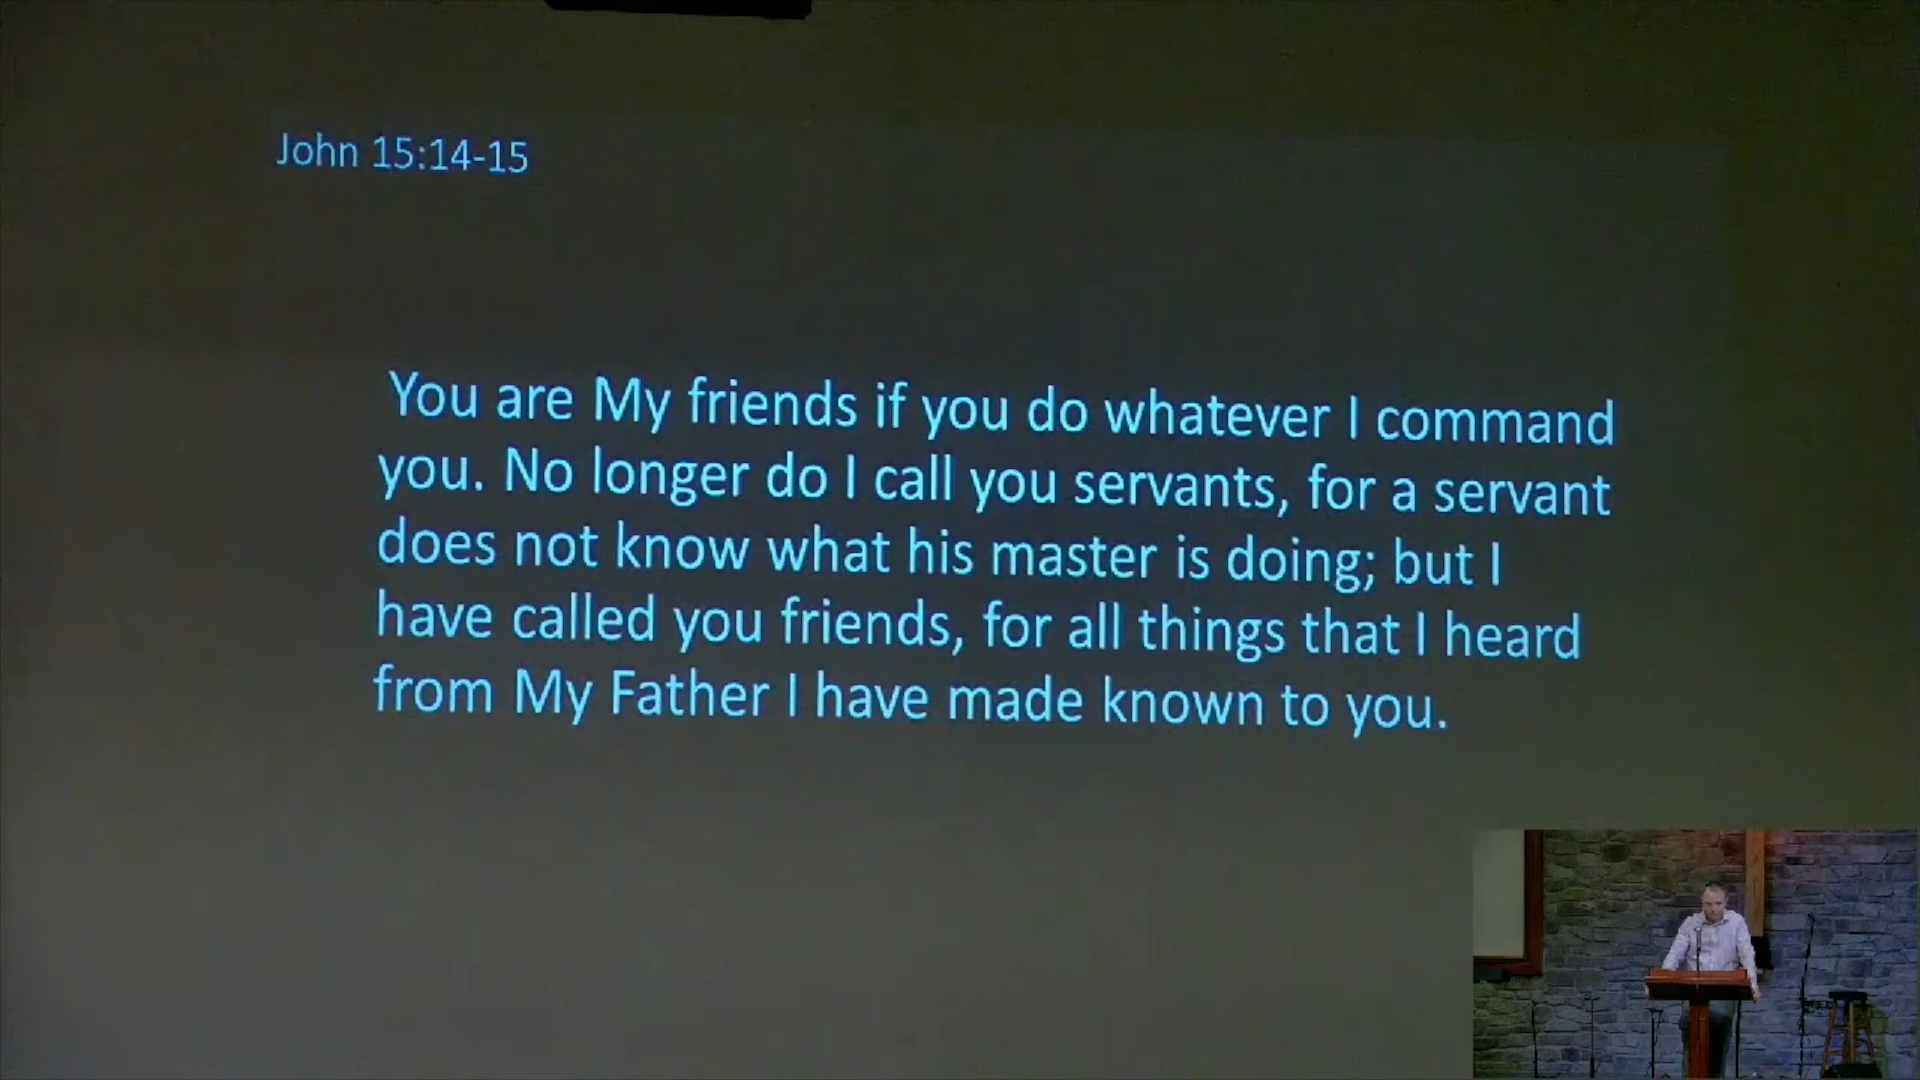 John 15:14-15
You are My friends if you do whatever I command
you. No longer do I call you servants, for a servant
does not know what his master is doing; but I
have called you friends, for all things that I heard
from My Father I have made known to you.